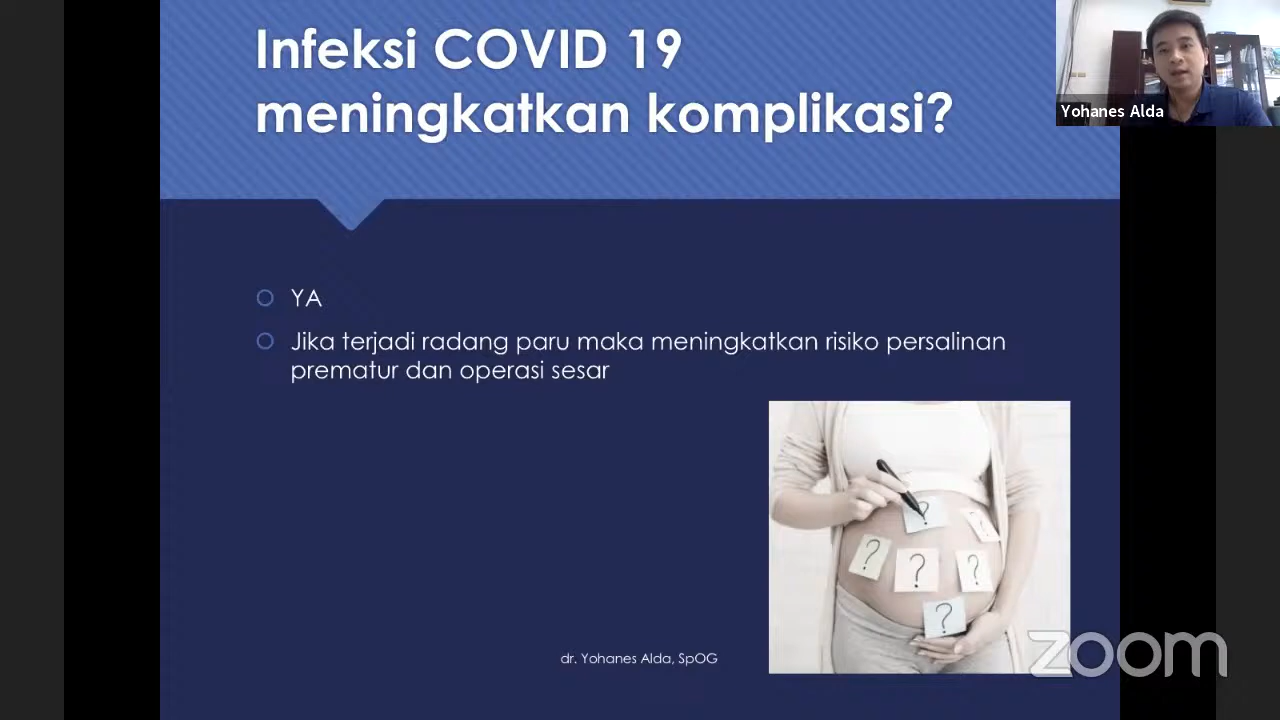 Infeksi COVID 19
meningkatkan komplikasi?
Yohanes Alda
YA
Jika terjadi radang paru maka meningkatkan risiko persalinan
prematur dan operasi sesar
?
?
?
?
?
?
dr. Yohanes Alda, SpOG
zoom